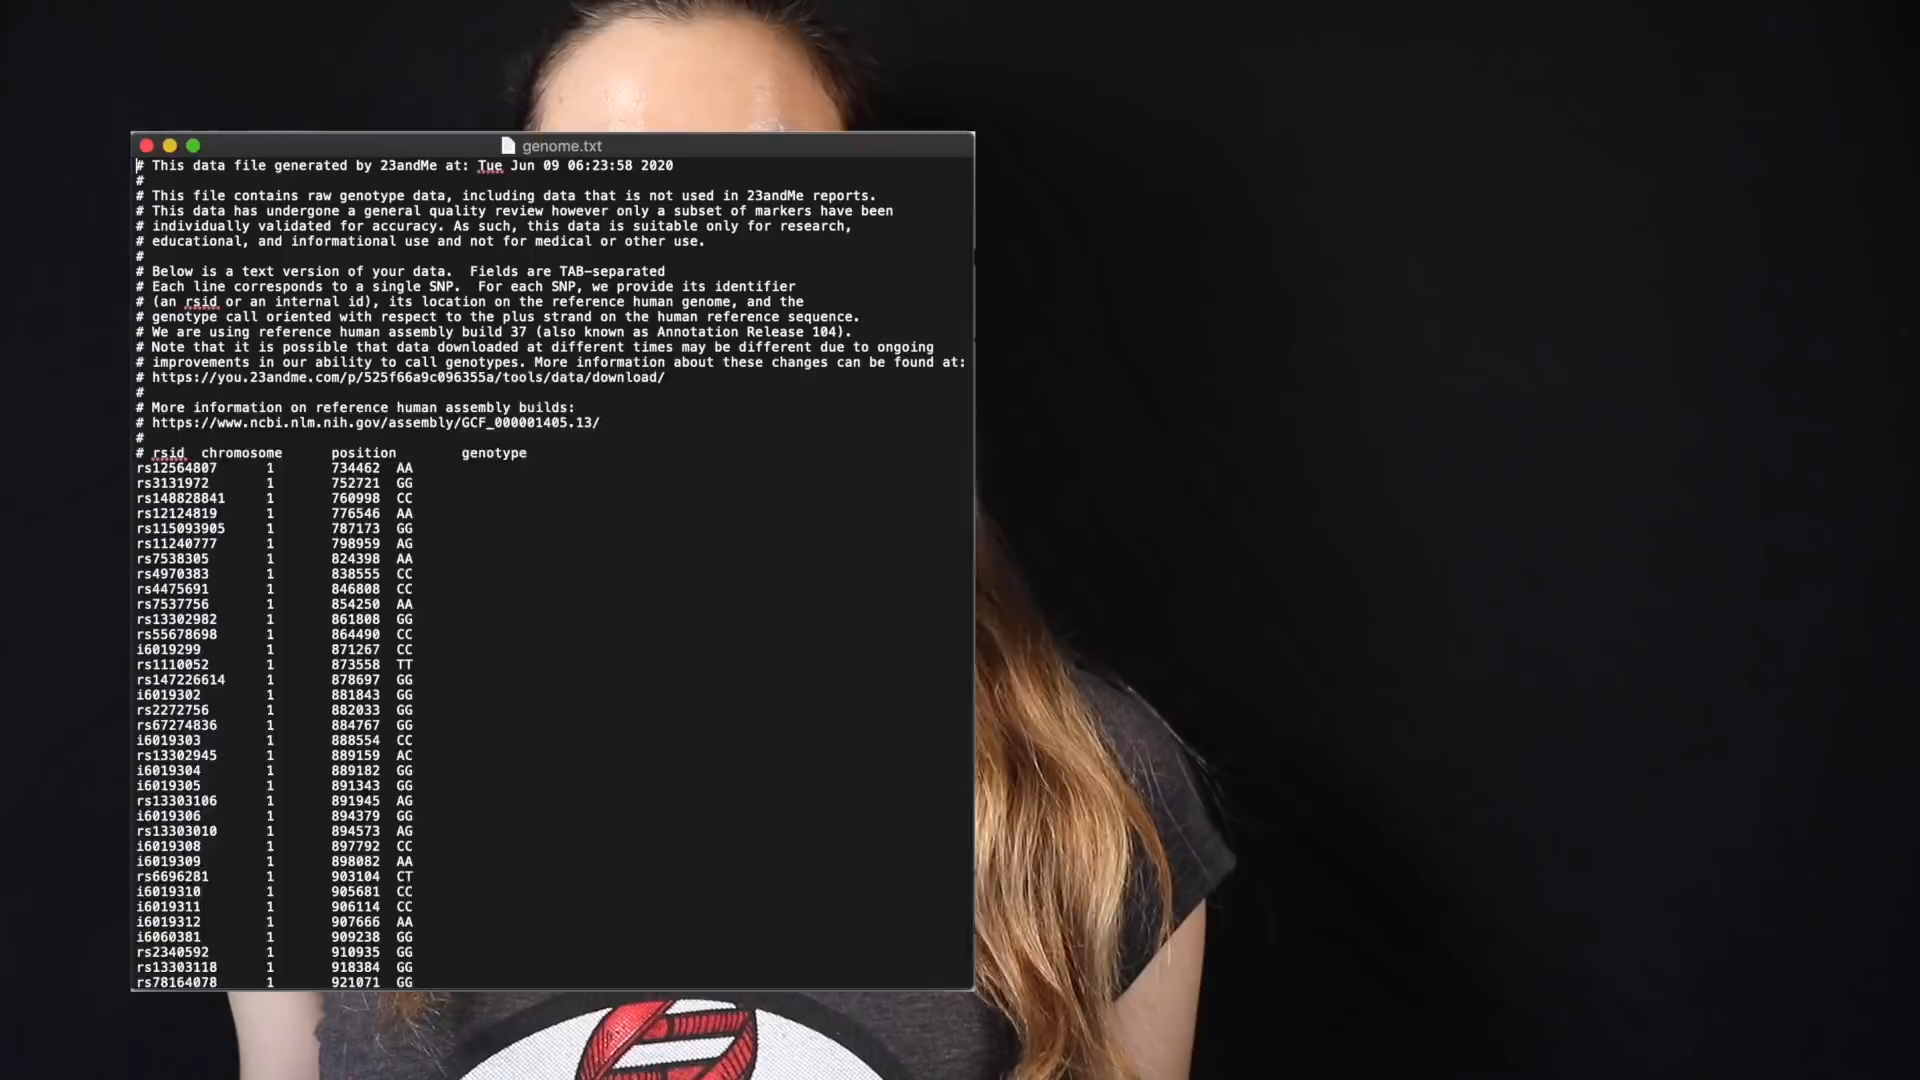 genome.txt
# This data file generated by 23andMe at: Tue Jun 09 06:23:58 2020
#
# This file contains raw genotype data, including data that is not used in 23andMe reports.
# This data has undergone a general quality review however only a subset of markers have been
# individually validated for accuracy. As such, this data is suitable only for research,
# educational, and informational use and not for medical or other use.
#
# Below is a text version of your data.  Fields are TAB-separated
# Each line corresponds to a single SNP.  For each SNP, we provide its identifier
# (an rsid or an internal id), its location on the reference human genome, and the
# genotype call oriented with respect to the plus strand on the human reference sequence.
# We are using reference human assembly build 37 (also known as Annotation Release 104).
# Note that it is possible that data downloaded at different times may be different due to ongoing
# improvements in our ability to call genotypes. More information about these changes can be found at:
# https://you.23andme.com/p/525f66a9c096355a/tools/data/download/
#
# More information on reference human assembly builds:
# https://www.ncbi.nlm.nih.gov/assembly/GCF_000001405.13/
#
# rsid chromosome position genotype
rs12564807 1 734462 AA
rs3131972 1 752721 GG
rs148828841 1 760998 CC
rs12124819 1 776546 AA
rs115093905 1 787173 GG
rs11240777 1 798959 AG
rs7538305 1 824398 AA
rs4970383 1 838555 CC
rs4475691 1 846808 CC
rs7537756 1 854250 AA
rs13302982 1 861808 GG
rs55678698 1 864490 CC
i6019299 1 871267 CC
rs1110052 1 873558 TT
rs147226614 1 878697 GG
i6019302 1 881843 GG
rs2272756 1 882033 GG
rs67274836 1 884767 GG
i6019303 1 888554 CC
rs13302945 1 889159 AC
i6019304 1 889182 GG
i6019305 1 891343 GG
rs13303106 1 891945 AG
i6019306 1 894379 GG
rs13303010 1 894573 AG
i6019308 1 897792 CC
i6019309 1 898082 AA
rs6696281 1 903104 CT
i6019310 1 905681 CC
i6019311 1 906114 CC
i6019312 1 907666 AA
i6060381 1 909238 GG
rs2340592 1 910935 GG
rs13303118 1 918384 GG
rs78164078 1 921071 GG